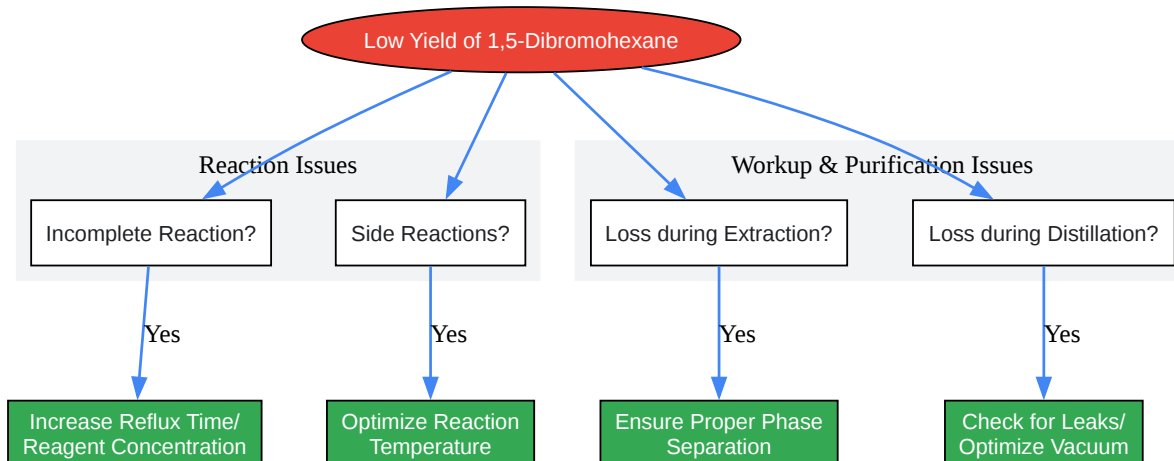 Low Yield of 1,5-Dibromohexane
Reaction Issues
Workup & Purification Issues
Incomplete Reaction?
Side Reactions?
Loss during Extraction?
Loss during Distillation?
Yes
Yes
Yes
Yes
Increase Reflux Time/
Reagent Concentration
Optimize Reaction
Temperature
Ensure Proper Phase
Separation
Check for Leaks/
Optimize Vacuum